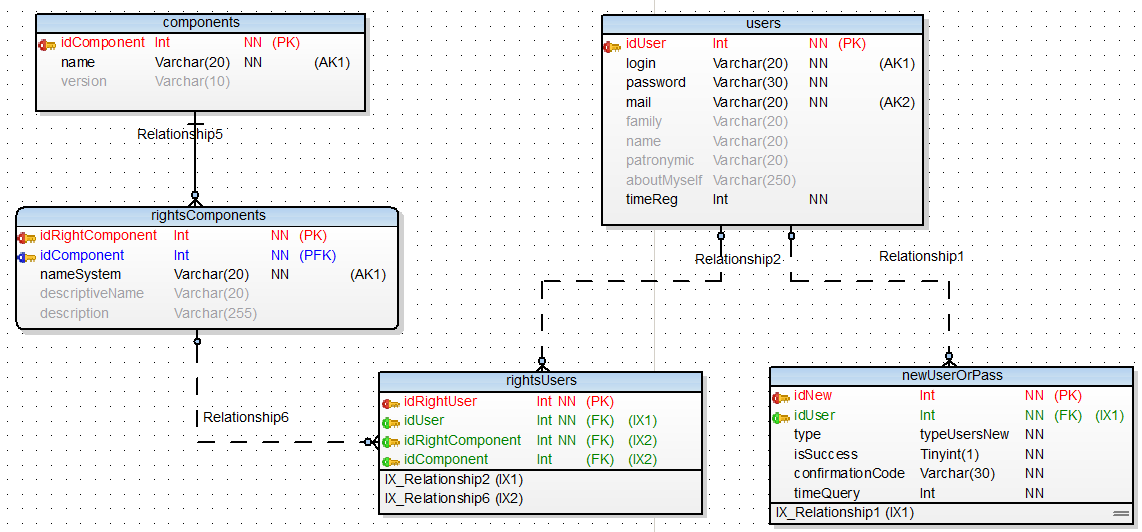 components
idComponent Int NN (PK)
name Varchar(20) NN (AK1)
version Varchar(10)
Relationship5
rightsComponents
idRightComponent Int NN (PK)
idComponent Int NN (PFK)
nameSystem Varchar(20) NN (AK1)
descriptiveName Varchar(20)
description Varchar(255)
users
idUser Int NN (PK)
login Varchar(20) NN (AK1)
password Varchar(30) NN
mail Varchar(20) NN (AK2)
family Varchar(20)
name Varchar(20)
patronymic Varchar(20)
aboutMyself Varchar(250)
timeReg Int NN
Relationship2
Relationship1
Relationship6
rightsUsers
idRightUser Int NN (PK)
idUser Int NN (FK) (IX1)
idRightComponent Int NN (FK) (IX2)
idComponent Int (FK) (IX2)
IX_Relationship2 (IX1)
IX_Relationship6 (IX2)
newUserOrPass
idNew Int NN (PK)
idUser Int NN (FK) (IX1)
type typeUsersNew NN
isSuccess Tinyint(1) NN
confirmationCode Varchar(30) NN
timeQuery Int NN
IX_Relationship1 (IX1)